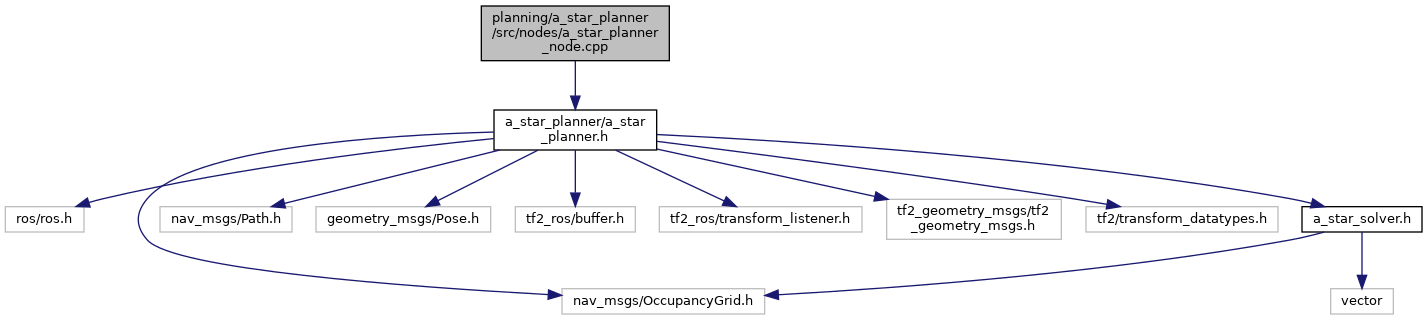 planning/a_star_planner
/src/nodes/a_star_planner
_node.cpp
a_star_planner/a_star
_planner.h
ros/ros.h
nav_msgs/Path.h
geometry_msgs/Pose.h
tf2_ros/buffer.h
tf2_ros/transform_listener.h
tf2_geometry_msgs/tf2
_geometry_msgs.h
tf2/transform_datatypes.h
a_star_solver.h
nav_msgs/OccupancyGrid.h
vector